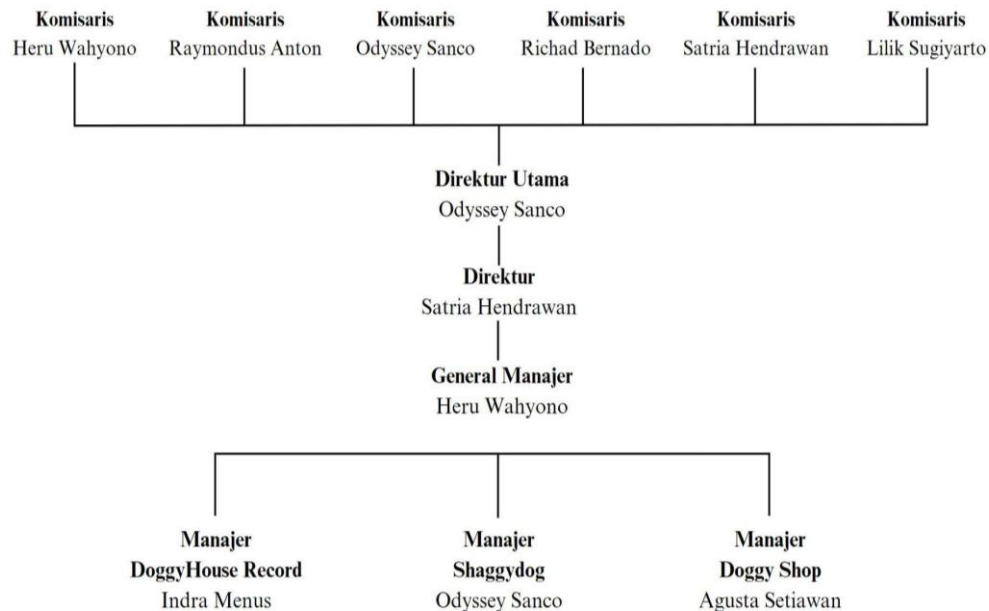 Komisaris Komisaris Komisaris Komisaris Komisaris Komisaris
Heru Wahyono Raymondus Anton Odyssey Sanco Richad Bernado Satria Hendrawan Lilik Sugiyarto
Direktur Utama
Odyssey Sanco
Direktur
Satria Hendrawan
General Manajer
Heru Wahyono
Manajer Manajer Manajer
DoggyHouse Record Shaggydog Doggy Shop
Indra Menus Odyssey Sanco Agusta Setiawan